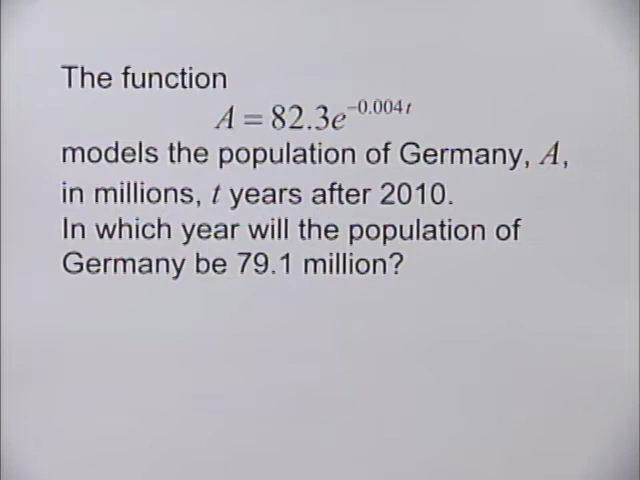 The function
A = 82.3e^{-0.004t}
models the population of Germany, A,
in millions, t years after 2010.
In which year will the population of
Germany be 79.1 million?